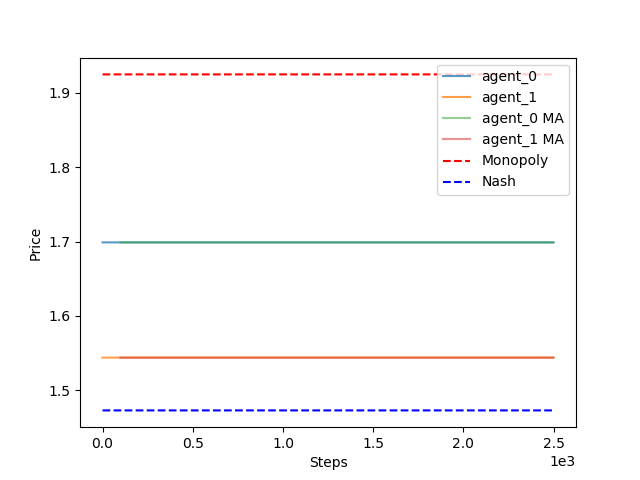 agent_0
agent_1
agent_0 MA
agent_1 MA
Monopoly
Nash
Price
1.9
1.8
1.7
1.6
1.5
0.0 0.5 1.0 1.5 2.0 2.5
Steps
1e3